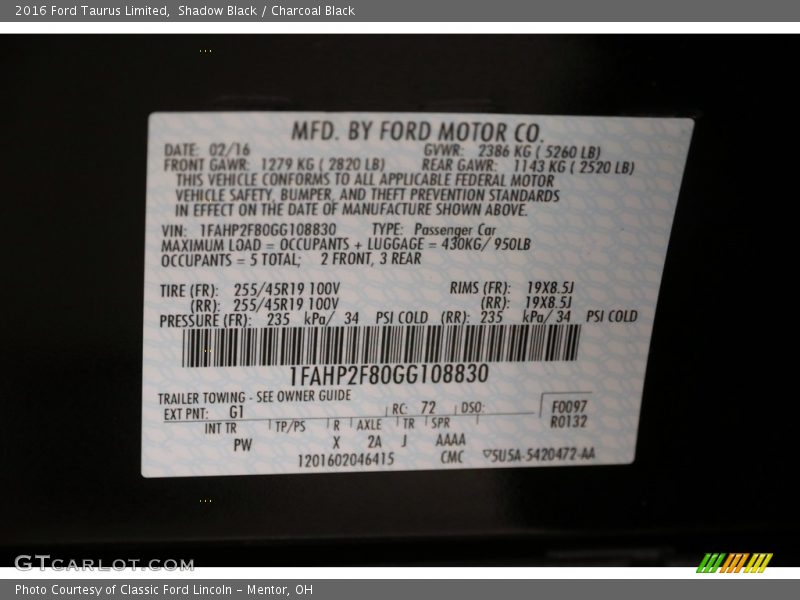 2016 Ford Taurus Limited,  Shadow Black / Charcoal Black
MFD. BY FORD MOTOR CO.
DATE: 02/16 GVWR: 2386 KG ( 5260 LB)
FRONT GAWR: 1279 KG ( 2820 LB) REAR GAWR: 1143 KG ( 2520 LB)
THIS VEHICLE CONFORMS TO ALL APPLICABLE FEDERAL MOTOR
VEHICLE SAFETY, BUMPER, AND THEFT PREVENTION STANDARDS
IN EFFECT ON THE DATE OF MANUFACTURE SHOWN ABOVE.
VIN: 1FAHP2F80GG108830 TYPE: Passenger Car
MAXIMUM LOAD = OCCUPANTS + LUGGAGE = 430KG/ 950LB
OCCUPANTS = 5 TOTAL; 2 FRONT, 3 REAR
TIRE (FR): 255/45R19 100V RIMS (FR): 19X8.5J
(RR): 255/45R19 100V (RR): 19X8.5J
PRESSURE (FR): 235 kPa/ 34 PSI COLD (RR): 235 kPa/ 34 PSI COLD
1FAHP2F80GG108830
TRAILER TOWING - SEE OWNER GUIDE
EXT PNT: G1 RC: 72 DSO: F0097
INT TR TP/PS R AXLE TR SPR R0132
PW X 2A J AAAA
1201602046415 CMC ▽5U5A-5420472-AA
GTCARLOT.COM
Photo Courtesy of Classic Ford Lincoln - Mentor, OH